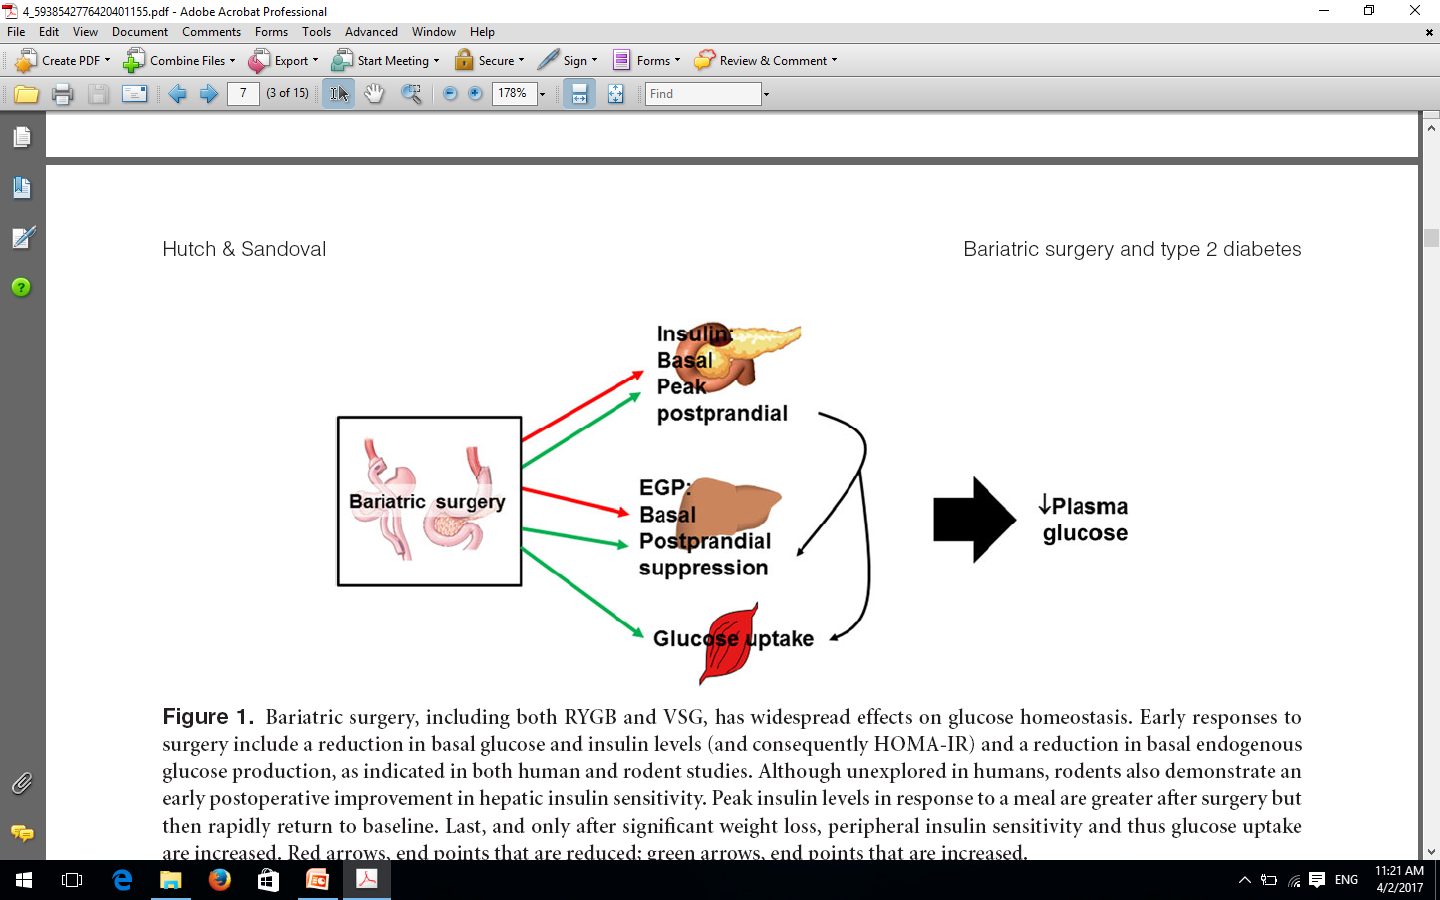 4_5938542776420401155.pdf - Adobe Acrobat Professional
File Edit View Document Comments Forms Tools Advanced Window Help
Create PDF Combine Files Export Start Meeting Secure Sign Forms Review & Comment
7 (3 of 15) 178% Find
Hutch & Sandoval
Bariatric surgery and type 2 diabetes
Insulin:
Basal
Peak
postprandial
Bariatric surgery
EGP:
Basal
Postprandial
suppression
Glucose uptake
↓Plasma
glucose
Figure 1. Bariatric surgery, including both RYGB and VSG, has widespread effects on glucose homeostasis. Early responses to
surgery include a reduction in basal glucose and insulin levels (and consequently HOMA-IR) and a reduction in basal endogenous
glucose production, as indicated in both human and rodent studies. Although unexplored in humans, rodents also demonstrate an
early postoperative improvement in hepatic insulin sensitivity. Peak insulin levels in response to a meal are greater after surgery but
then rapidly return to baseline. Last, and only after significant weight loss, peripheral insulin sensitivity and thus glucose uptake
are increased. Red arrows, end points that are reduced; green arrows, end points that are increased.
ENG
11:21 AM
4/2/2017